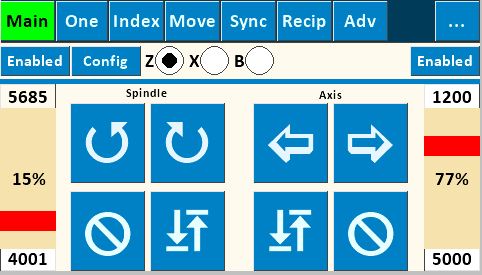 Main One Index Move Sync Recip Adv ...
Enabled Config Z X B Enabled
5685 Spindle Axis 1200
15% 77%
4001 5000